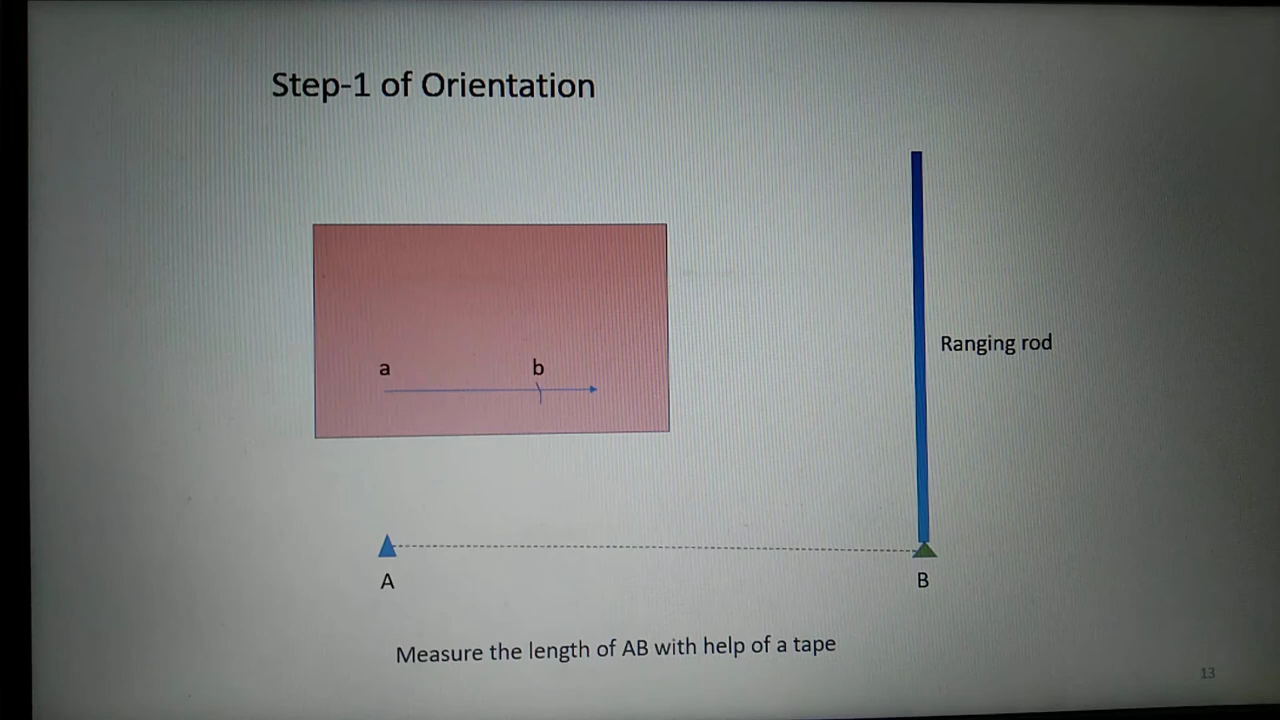 Step-1 of Orientation
a
b
Ranging rod
A
B
Measure the length of AB with help of a tape
13